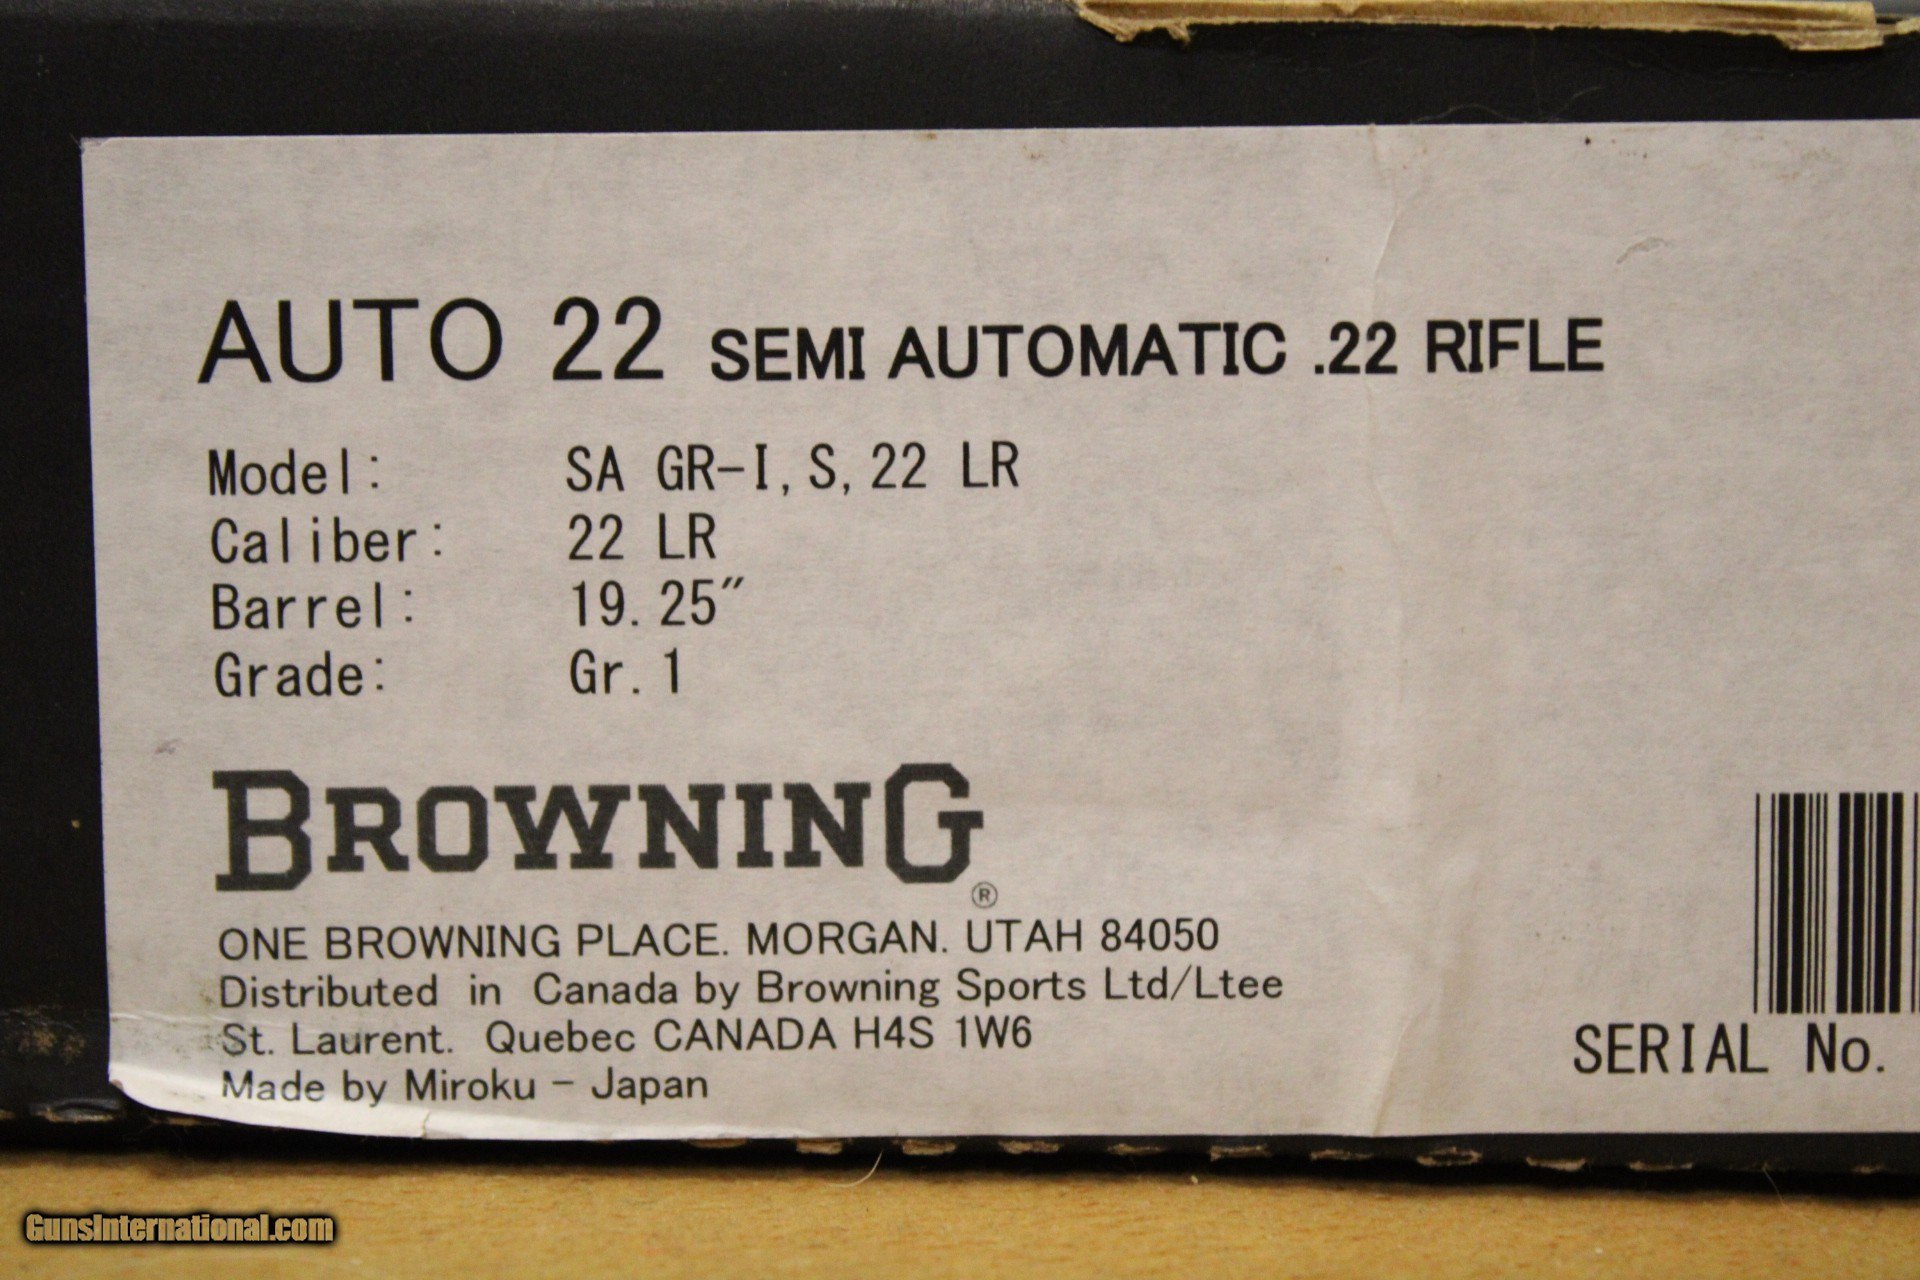 AUTO 22 SEMI AUTOMATIC .22 RIFLE
Model: SA GR-I, S, 22 LR
Caliber: 22 LR
Barrel: 19.25"
Grade: Gr. 1
BROWNING®
ONE BROWNING PLACE. MORGAN. UTAH 84050
Distributed in Canada by Browning Sports Ltd/Ltee
St. Laurent. Quebec CANADA H4S 1W6
Made by Miroku - Japan
SERIAL No.
GunsInternational.com